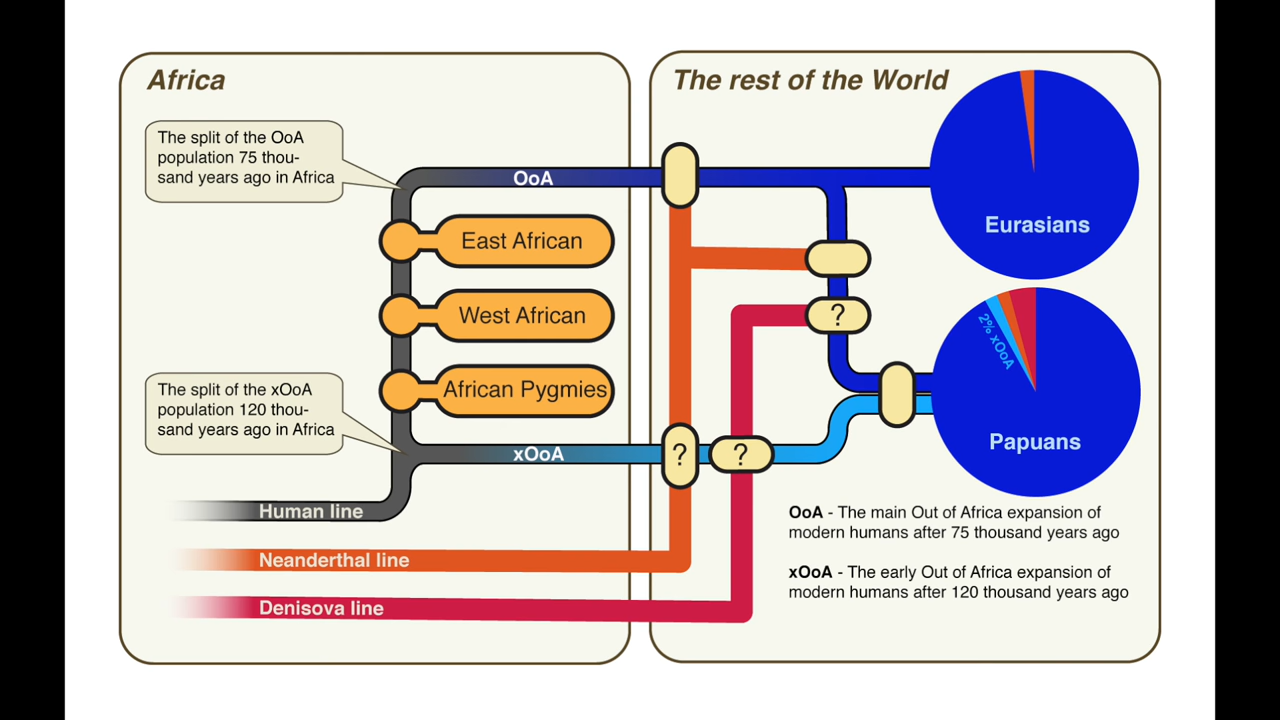 Africa
The split of the OoA
population 75 thou-
sand years ago in Africa
OoA
East African
West African
African Pygmies
The split of the xOoA
population 120 thou-
sand years ago in Africa
xOoA
Human line
Neanderthal line
Denisova line
The rest of the World
Eurasians
?
2% xOoA
Papuans
?
?
OoA - The main Out of Africa expansion of
modern humans after 75 thousand years ago
xOoA - The early Out of Africa expansion of
modern humans after 120 thousand years ago